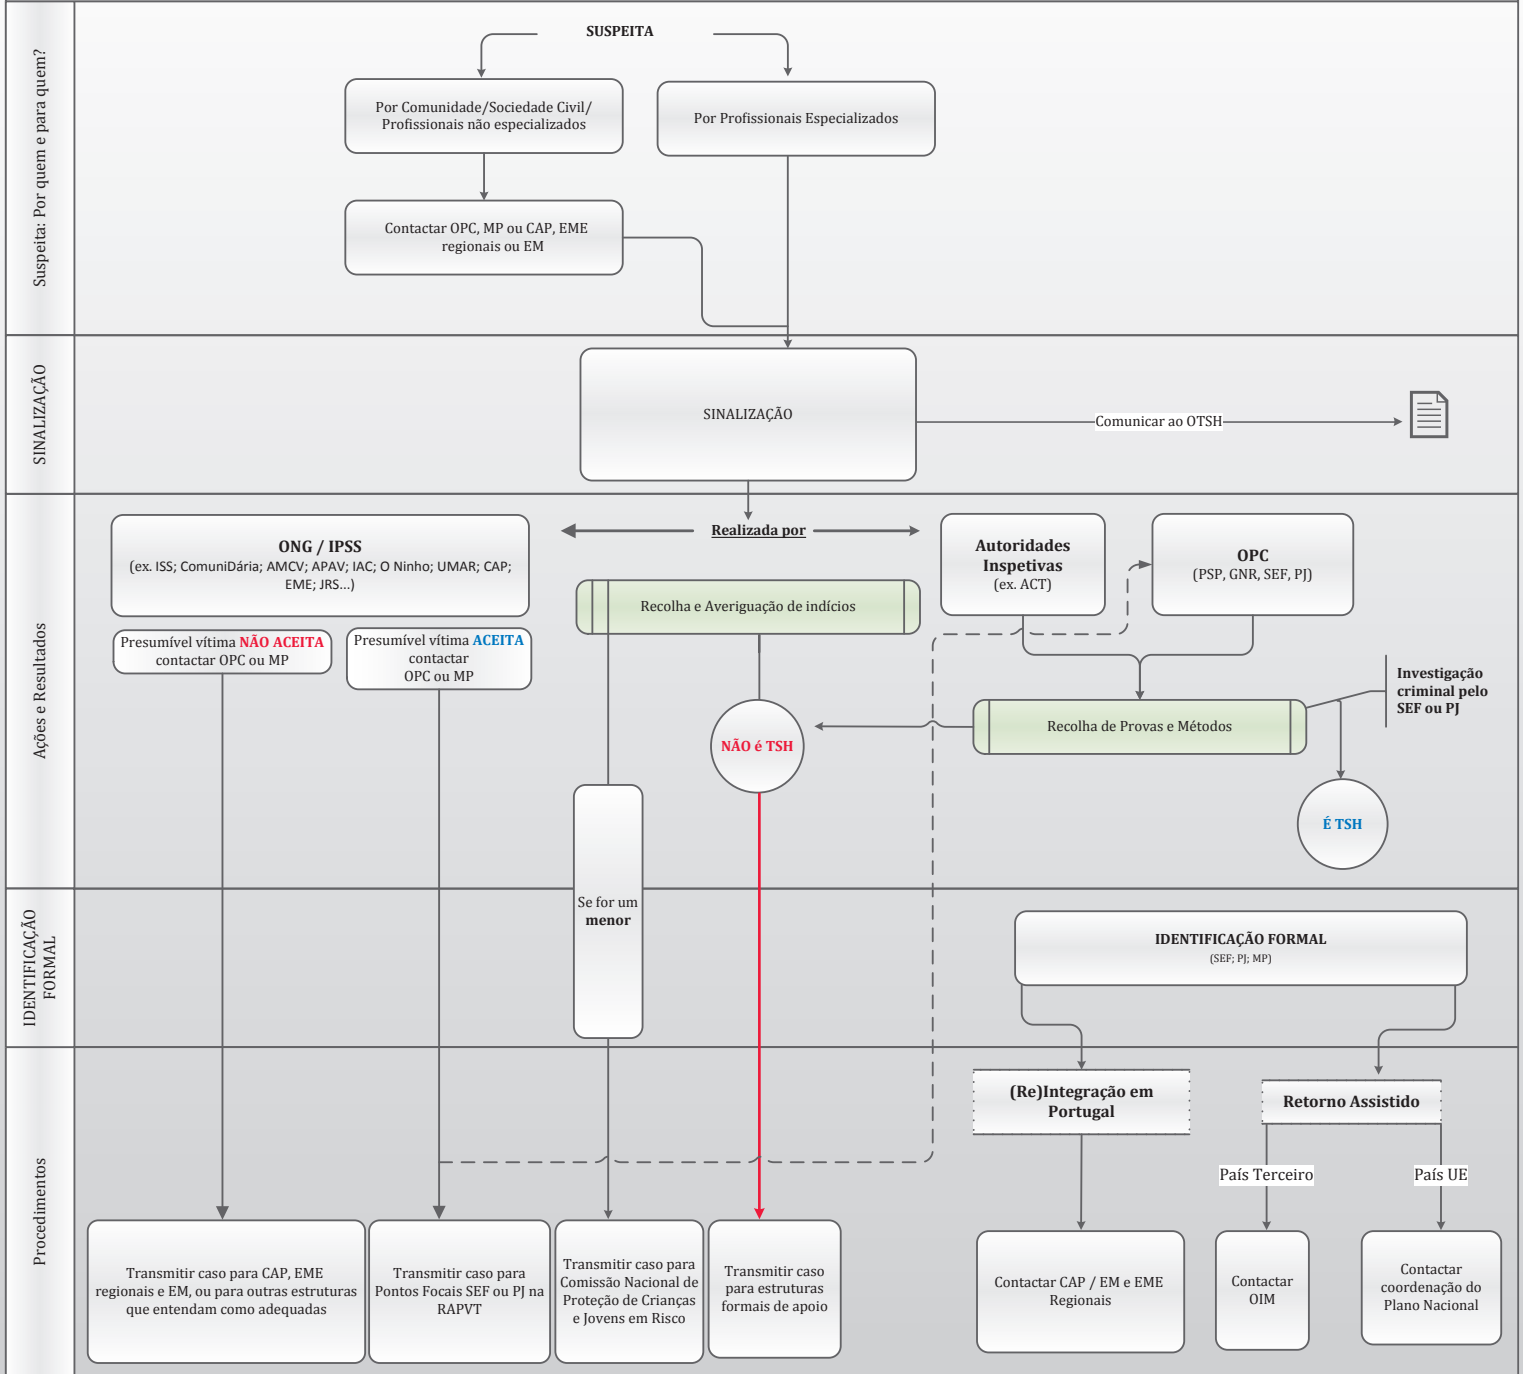 Suspeita: Por quem e para quem?
SUSPEITA
Por Comunidade/Sociedade Civil/
Profissionais não especializados
Por Profissionais Especializados
Contactar OPC, MP ou CAP, EME
regionais ou EM
SINALIZAÇÃO
SINALIZAÇÃO
Comunicar ao OTSH
Ações e Resultados
ONG / IPSS
(ex. ISS; ComuniDária; AMCV; APAV; IAC; O Ninho; UMAR; CAP;
EME; JRS...)
Realizada por
Autoridades
Inspetivas
(ex. ACT)
OPC
(PSP, GNR, SEF, PJ)
Recolha e Averiguação de indícios
Presumível vítima NÃO ACEITA
contactar OPC ou MP
Presumível vítima ACEITA
contactar
OPC ou MP
Investigação
criminal pelo
SEF ou PJ
Recolha de Provas e Métodos
NÃO é TSH
É TSH
IDENTIFICAÇÃO
FORMAL
Se for um
menor
IDENTIFICAÇÃO FORMAL
(SEF; PJ; MP)
Procedimentos
(Re)Integração em
Portugal
Retorno Assistido
País Terceiro
País UE
Transmitir caso para CAP, EME
regionais e EM, ou para outras estruturas
que entendam como adequadas
Transmitir caso para
Pontos Focais SEF ou PJ na
RAPVT
Transmitir caso para
Comissão Nacional de
Proteção de Crianças
e Jovens em Risco
Transmitir caso
para estruturas
formais de apoio
Contactar CAP / EM e EME
Regionais
Contactar
OIM
Contactar
coordenação do
Plano Nacional